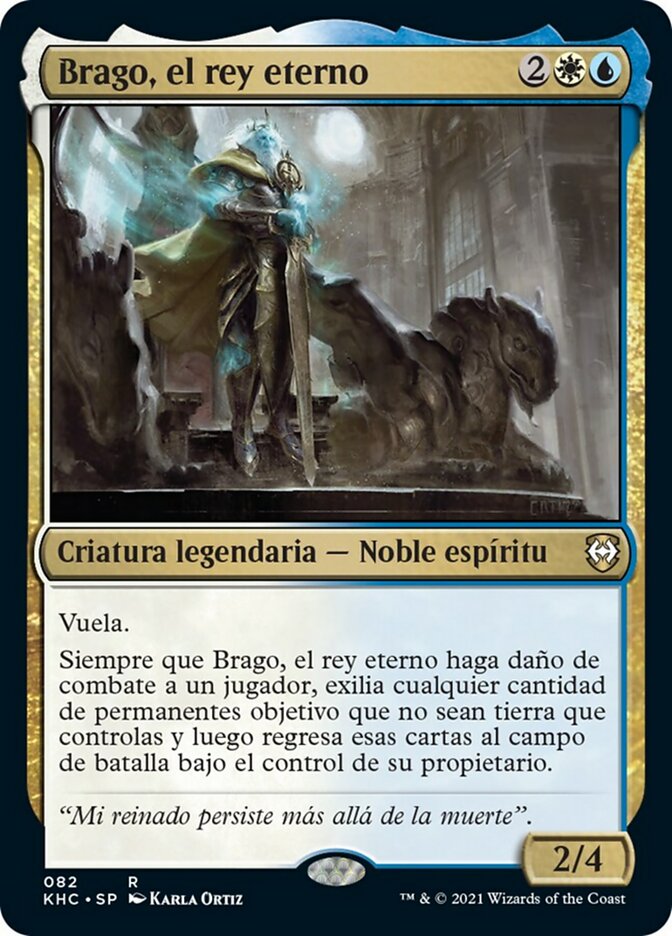 Brago, el rey eterno
2
Criatura legendaria — Noble espíritu
Vuela.
Siempre que Brago, el rey eterno haga daño de
combate a un jugador, exilia cualquier cantidad
de permanentes objetivo que no sean tierra que
controlas y luego regresa esas cartas al campo
de batalla bajo el control de su propietario.
“Mi reinado persiste más allá de la muerte”.
2/4
082 R
KHC • SP Karla Ortiz
™ & © 2021 Wizards of the Coast